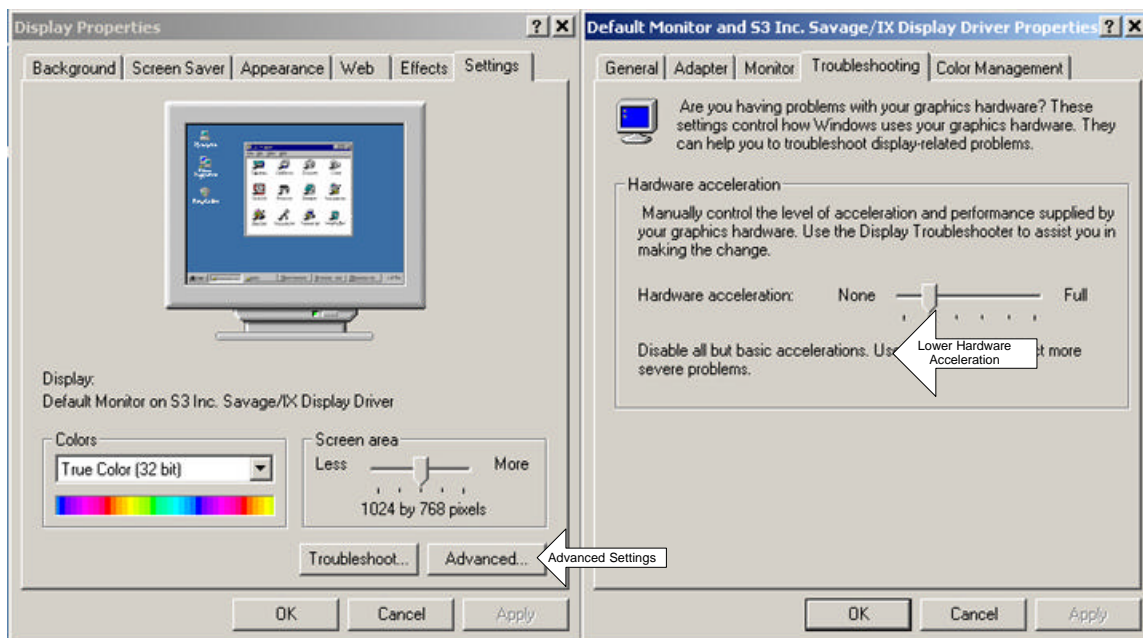 Display Properties
Background Screen Saver Appearance Web Effects Settings
Display:
Default Monitor on S3 Inc. Savage/IX Display Driver
Colors
True Color (32 bit)
Screen area
Less More
1024 by 768 pixels
Troubleshoot... Advanced...
Advanced Settings
OK Cancel Apply
Default Monitor and S3 Inc. Savage/IX Display Driver Properties
General Adapter Monitor Troubleshooting Color Management
Are you having problems with your graphics hardware? These
settings control how Windows uses your graphics hardware. They
can help you to troubleshoot display-related problems.
Hardware acceleration
Manually control the level of acceleration and performance supplied by
your graphics hardware. Use the Display Troubleshooter to assist you in
making the change.
Hardware acceleration: None Full
Disable all but basic accelerations. more
severe problems.
Lower Hardware
Acceleration
OK Cancel Apply